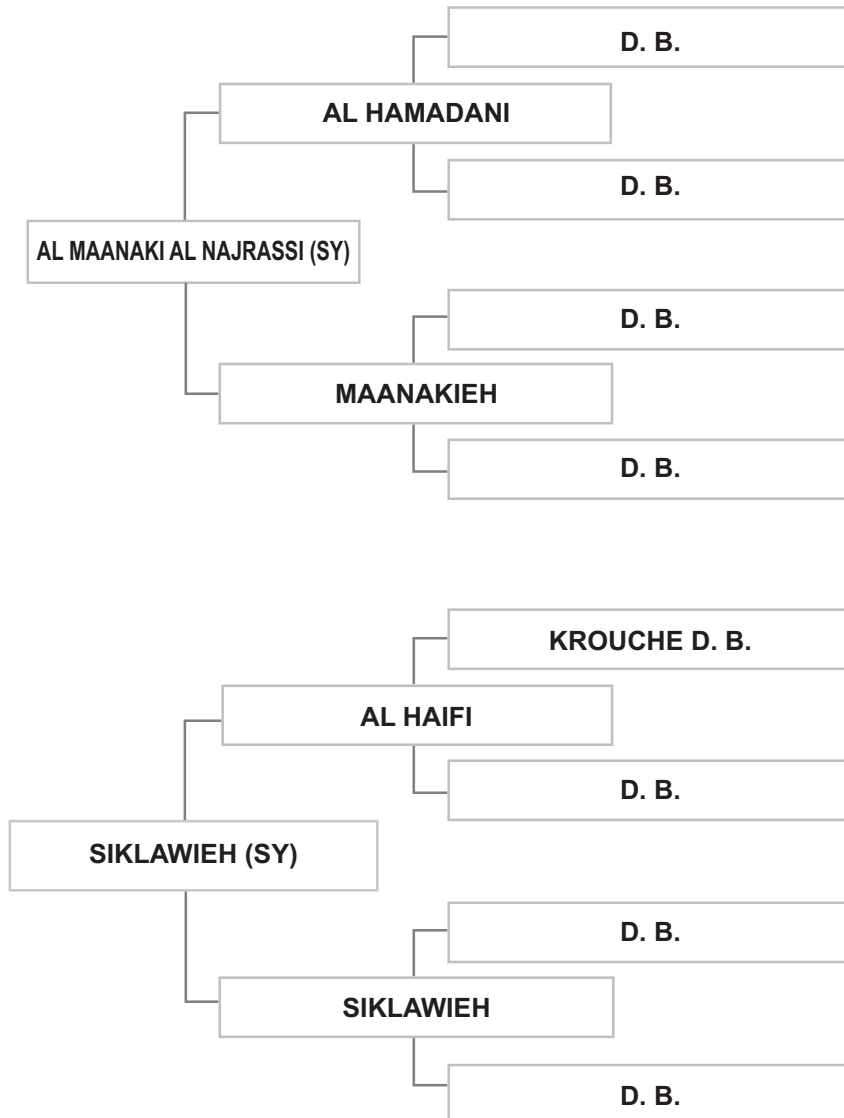 D. B.
AL HAMADANI
D. B.
AL MAANAKI AL NAJRASSI (SY)
D. B.
MAANAKIEH
D. B.
KROUCHE D. B.
AL HAIFI
D. B.
SIKLAWIEH (SY)
D. B.
SIKLAWIEH
D. B.